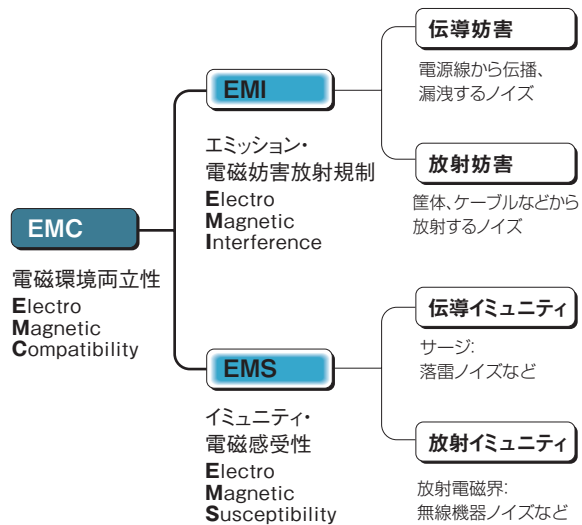 EMC
電磁環境両立性
Electro
Magnetic
Compatibility
EMI
エミッション・
電磁妨害放射規制
Electro
Magnetic
Interference
伝導妨害
電源線から伝播、
漏洩するノイズ
放射妨害
筐体、ケーブルなどから
放射するノイズ
EMS
イミュニティ・
電磁感受性
Electro
Magnetic
Susceptibility
伝導イミュニティ
サージ:
落雷ノイズなど
放射イミュニティ
放射電磁界:
無線機器ノイズなど